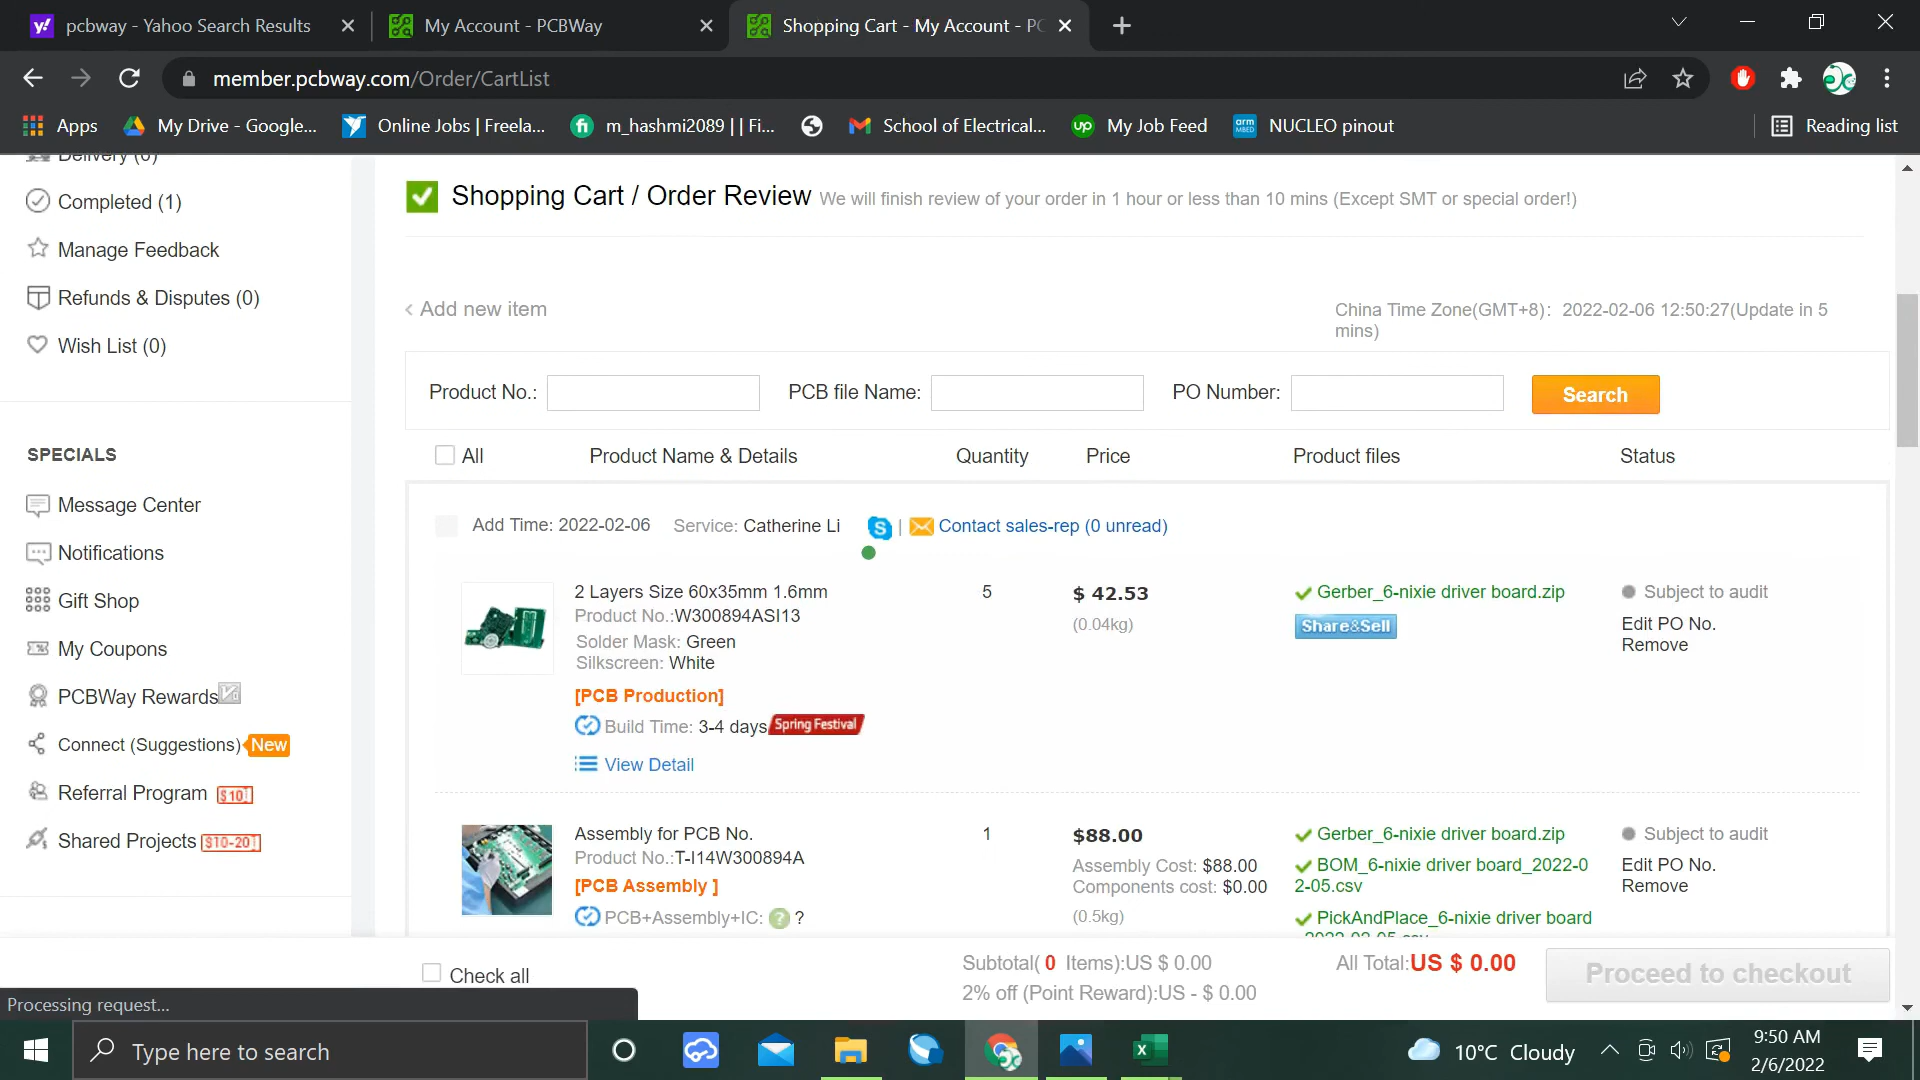 pcbway - Yahoo Search Results
My Account - PCBWay
Shopping Cart - My Account - PC
member.pcbway.com/Order/CartList
Apps
My Drive - Google...
Online Jobs | Freela...
m_hashmi2089 | | Fi...
School of Electrical...
My Job Feed
NUCLEO pinout
Reading list
Delivery (0)
Completed (1)
Manage Feedback
Refunds & Disputes (0)
Wish List (0)
SPECIALS
Message Center
Notifications
Gift Shop
My Coupons
PCBWay Rewards
Connect (Suggestions) New
Referral Program $10
Shared Projects $10-20
Shopping Cart / Order Review We will finish review of your order in 1 hour or less than 10 mins (Except SMT or special order!)
< Add new item
China Time Zone(GMT+8): 2022-02-06 12:50:27(Update in 5
mins)
Product No.:
PCB file Name:
PO Number:
Search
All
Product Name & Details
Quantity
Price
Product files
Status
Add Time: 2022-02-06 Service: Catherine Li | Contact sales-rep (0 unread)
2 Layers Size 60x35mm 1.6mm
Product No.:W300894ASI13
Solder Mask: Green
Silkscreen: White
[PCB Production]
Build Time: 3-4 days Spring Festival
View Detail
5
$ 42.53
(0.04kg)
Gerber_6-nixie driver board.zip
Share&Sell
Subject to audit
Edit PO No.
Remove
Assembly for PCB No.
Product No.:T-I14W300894A
[PCB Assembly ]
PCB+Assembly+IC: ? ?
1
$88.00
Assembly Cost: $88.00
Components cost: $0.00
(0.5kg)
Gerber_6-nixie driver board.zip
BOM_6-nixie driver board_2022-0
2-05.csv
PickAndPlace_6-nixie driver board
_2022-02-05.csv
Subject to audit
Edit PO No.
Remove
Check all
Subtotal( 0 Items):US $ 0.00
2% off (Point Reward):US - $ 0.00
All Total:US $ 0.00
Proceed to checkout
Processing request...
Type here to search
10°C Cloudy
9:50 AM
2/6/2022